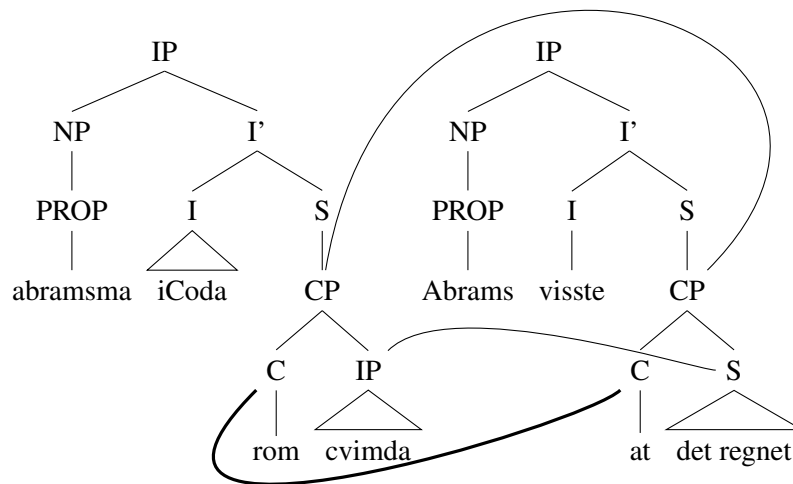 IP IP
NP I' NP I'
PROP I S PROP I S
abramsma iCoda CP Abrams visste CP
C IP C S
rom cvimda at det regnet